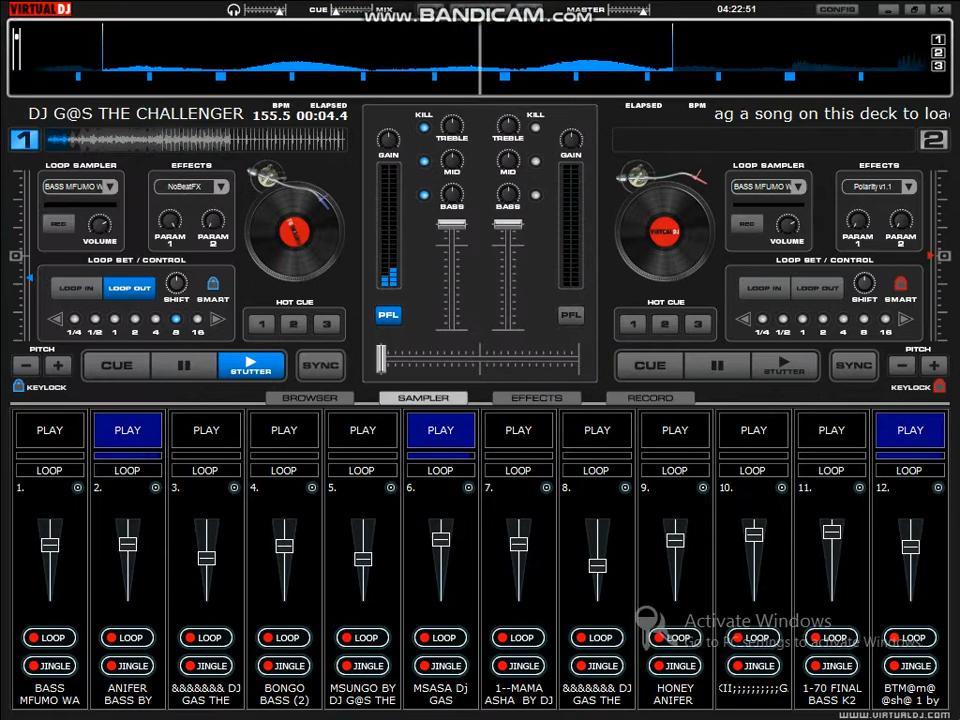 VIRTUAL DJ
CUE
MIX
MASTER
04:22:51
CONFIG
www.BANDICAM.com
1
2
3
DJ G@S THE CHALLENGER
BPM
155.5
ELAPSED
00:04.4
ELAPSED
BPM
ag a song on this deck to loa
1
2
LOOP SAMPLER
EFFECTS
BASS MFUMO W
NoBeatFX
REC
VOLUME
PARAM 1
PARAM 2
LOOP SET / CONTROL
LOOP IN
LOOP OUT
SHIFT
SMART
1/4 1/2 1 2 4 8 16
HOT CUE
1 2 3
PITCH
- +
CUE
STUTTER
SYNC
KEYLOCK
KILL
KILL
TREBLE
TREBLE
GAIN
GAIN
MID
MID
BASS
BASS
PFL
PFL
LOOP SAMPLER
EFFECTS
BASS MFUMO W
Polarity v1.1
REC
VOLUME
PARAM 1
PARAM 2
LOOP SET / CONTROL
LOOP IN
LOOP OUT
SHIFT
SMART
1/4 1/2 1 2 4 8 16
HOT CUE
1 2 3
VIRTUAL DJ
CUE
STUTTER
SYNC
PITCH
- +
KEYLOCK
BROWSER
SAMPLER
EFFECTS
RECORD
PLAY PLAY PLAY PLAY PLAY PLAY PLAY PLAY PLAY PLAY PLAY PLAY
LOOP LOOP LOOP LOOP LOOP LOOP LOOP LOOP LOOP LOOP LOOP LOOP
1. 2. 3. 4. 5. 6. 7. 8. 9. 10. 11. 12.
Activate Windows
Go to PC settings to activate Windows.
LOOP LOOP LOOP LOOP LOOP LOOP LOOP LOOP LOOP LOOP LOOP LOOP
JINGLE JINGLE JINGLE JINGLE JINGLE JINGLE JINGLE JINGLE JINGLE JINGLE JINGLE JINGLE
BASS
MFUMO WA
ANIFER
BASS BY
&&&&&&& DJ
GAS THE
BONGO
BASS (2)
MSUNGO BY
DJ G@S THE
MSASA Dj
GAS
1--MAMA
ASHA BY DJ
&&&&&&& DJ
GAS THE
HONEY
ANIFER
1-70 FINAL
BASS K2
BTM@m@
@sh@ 1 by
WWW.VIRTUALDJ.COM